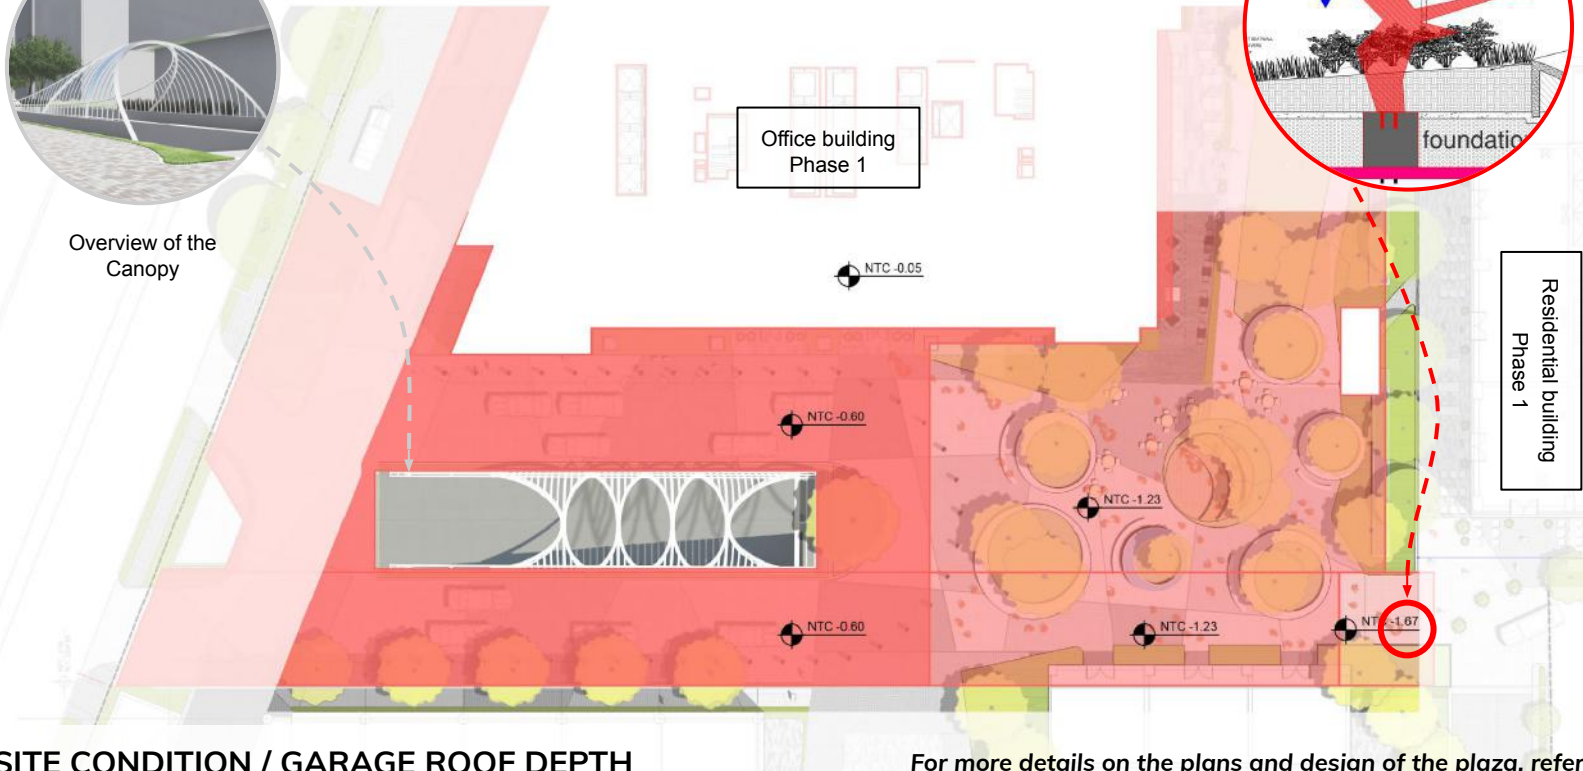 Office building
Phase 1
foundatio
Overview of the
Canopy
NTC -0.05
Residential building
Phase 1
NTC -0.60
NTC -1.23
NTC -0.60
NTC -1.23
NTC -1.67
SITE CONDITION / GARAGE ROOF DEPTH
For more details on the plans and design of the plaza, refer